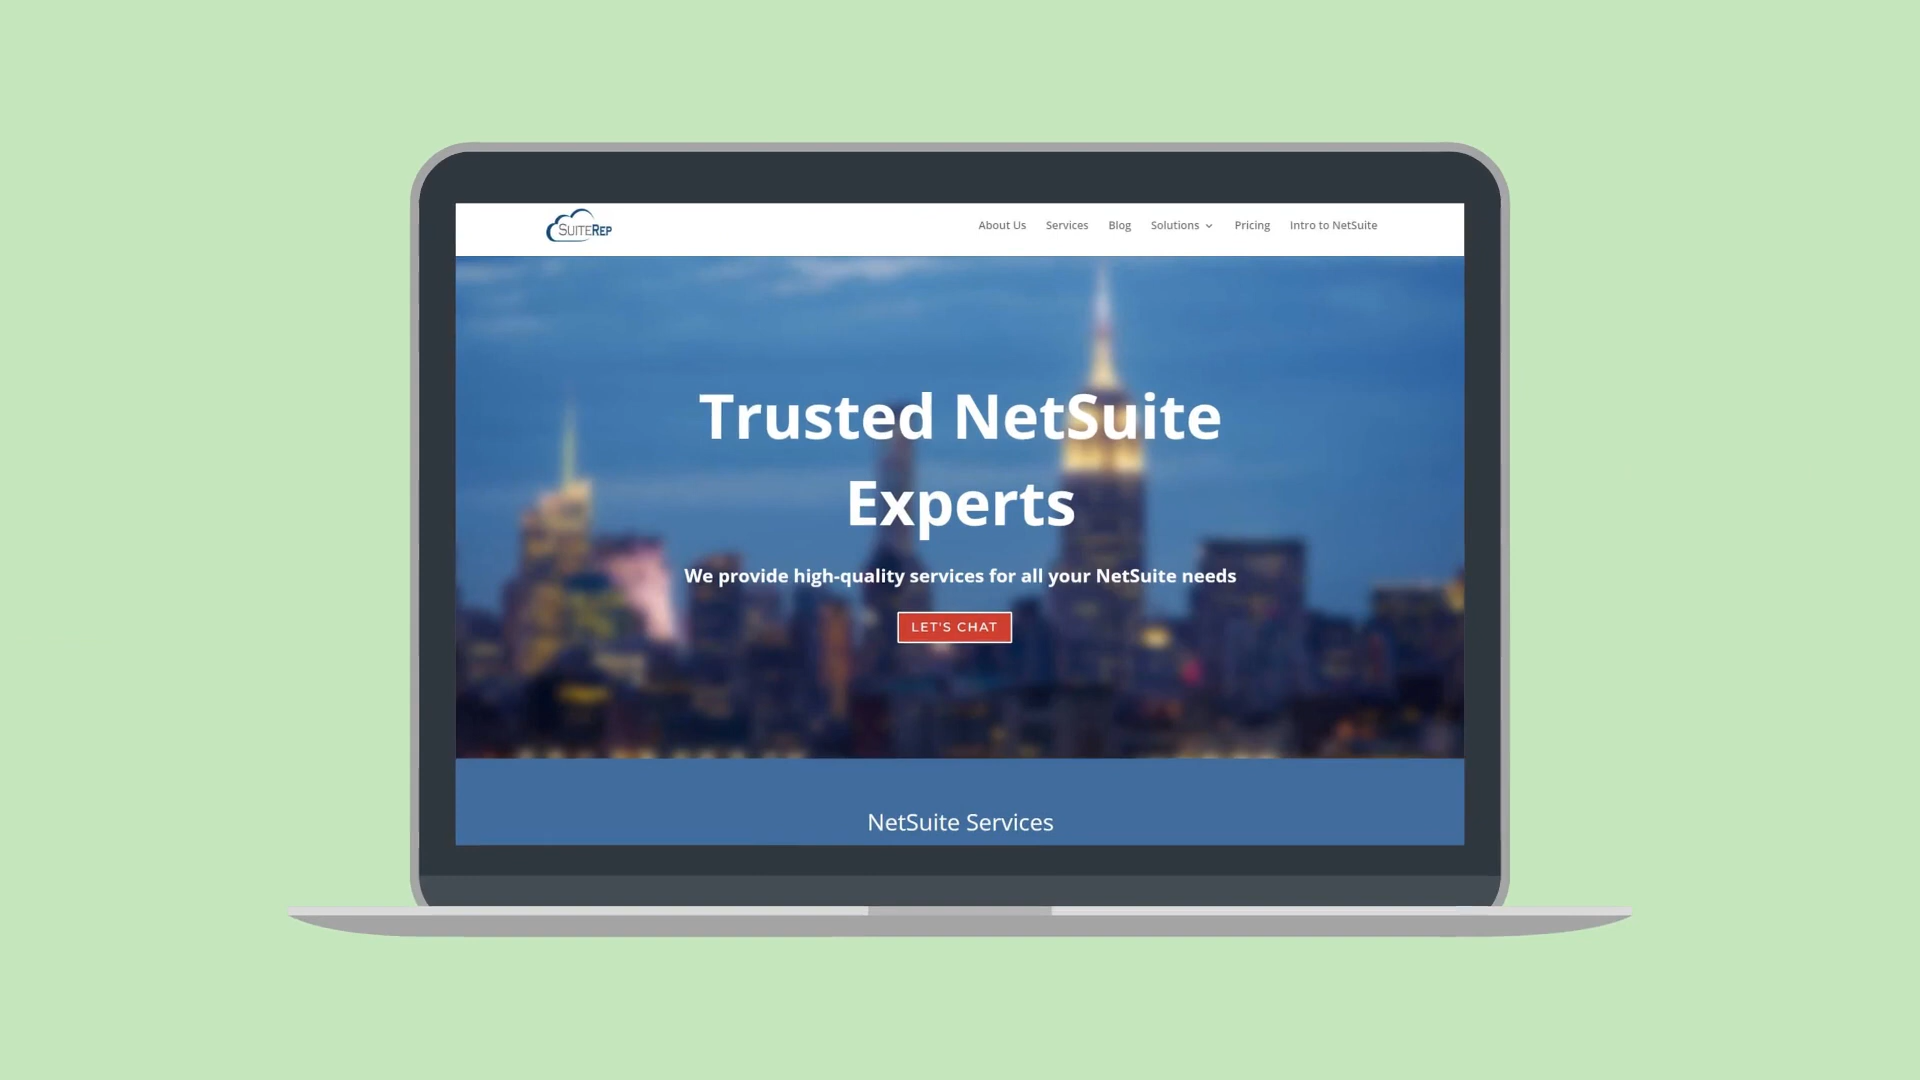 SUITEREP
About Us Services Blog Solutions Pricing Intro to NetSuite
Trusted NetSuite
Experts
We provide high-quality services for all your NetSuite needs
LET'S CHAT
NetSuite Services